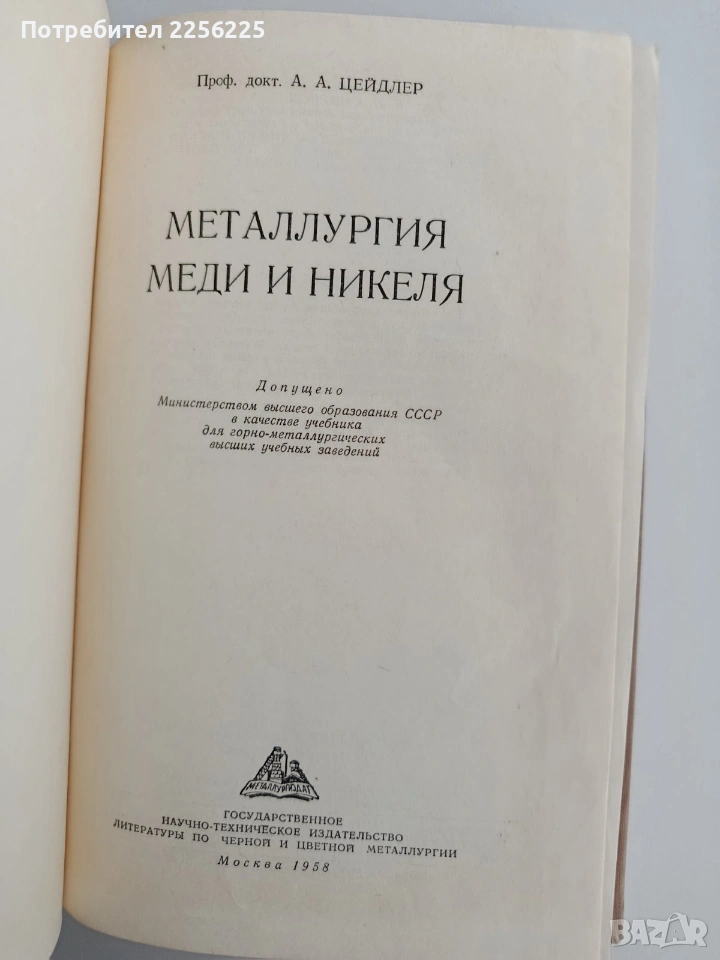 Потребител 2256225
Проф. докт. А. А. ЦЕЙДЛЕР
МЕТАЛЛУРГИЯ
МЕДИ И НИКЕЛЯ
Допущено
Министерством высшего образования СССР
в качестве учебника
для горно-металлургических
высших учебных заведений
МЕТАЛЛУРГИЗДАТ
ГОСУДАРСТВЕННОЕ
НАУЧНО-ТЕХНИЧЕСКОЕ ИЗДАТЕЛЬСТВО
ЛИТЕРАТУРЫ ПО ЧЕРНОЙ И ЦВЕТНОЙ МЕТАЛЛУРГИИ
Москва 1958
BAZAR